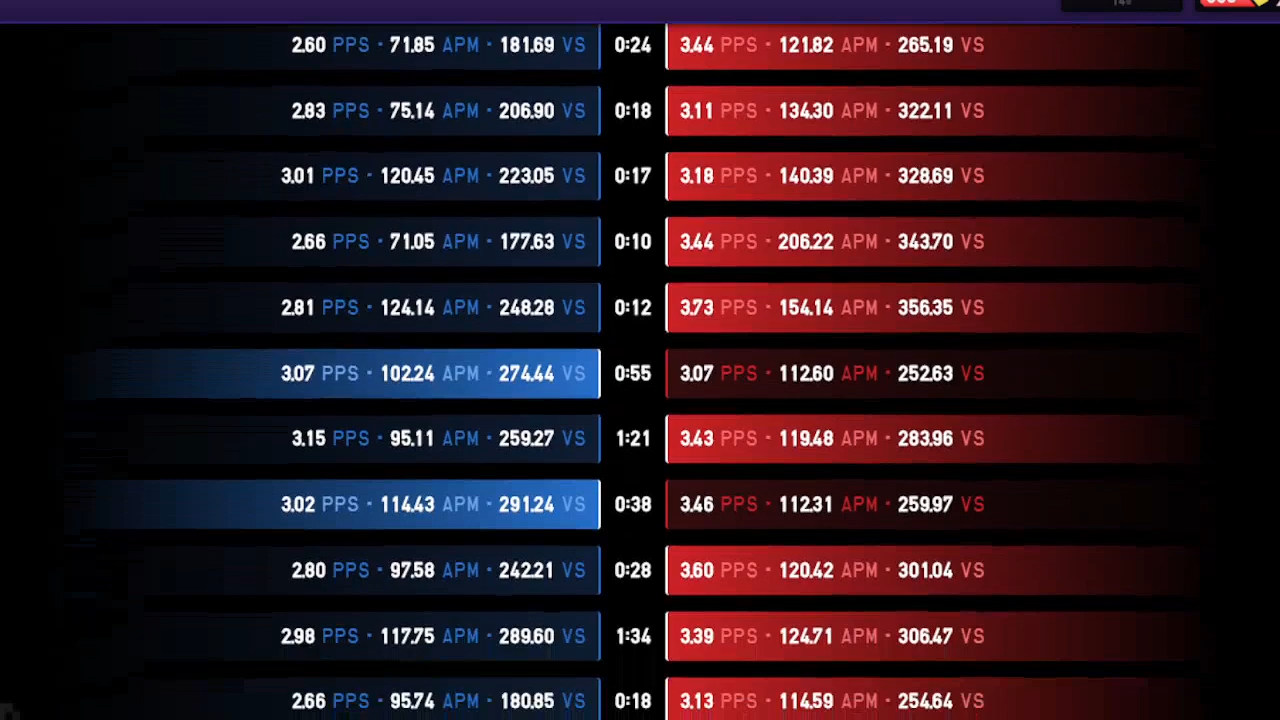 2.60 PPS · 71.85 APM · 181.69 VS 0:24 3.44 PPS · 121.82 APM · 265.19 VS
2.83 PPS · 75.14 APM · 206.90 VS 0:18 3.11 PPS · 134.30 APM · 322.11 VS
3.01 PPS · 120.45 APM · 223.05 VS 0:17 3.18 PPS · 140.39 APM · 328.69 VS
2.66 PPS · 71.05 APM · 177.63 VS 0:10 3.44 PPS · 206.22 APM · 343.70 VS
2.81 PPS · 124.14 APM · 248.28 VS 0:12 3.73 PPS · 154.14 APM · 356.35 VS
3.07 PPS · 102.24 APM · 274.44 VS 0:55 3.07 PPS · 112.60 APM · 252.63 VS
3.15 PPS · 95.11 APM · 259.27 VS 1:21 3.43 PPS · 119.48 APM · 283.96 VS
3.02 PPS · 114.43 APM · 291.24 VS 0:38 3.46 PPS · 112.31 APM · 259.97 VS
2.80 PPS · 97.58 APM · 242.21 VS 0:28 3.60 PPS · 120.42 APM · 301.04 VS
2.98 PPS · 117.75 APM · 289.60 VS 1:34 3.39 PPS · 124.71 APM · 306.47 VS
2.66 PPS · 95.74 APM · 180.85 VS 0:18 3.13 PPS · 114.59 APM · 254.64 VS